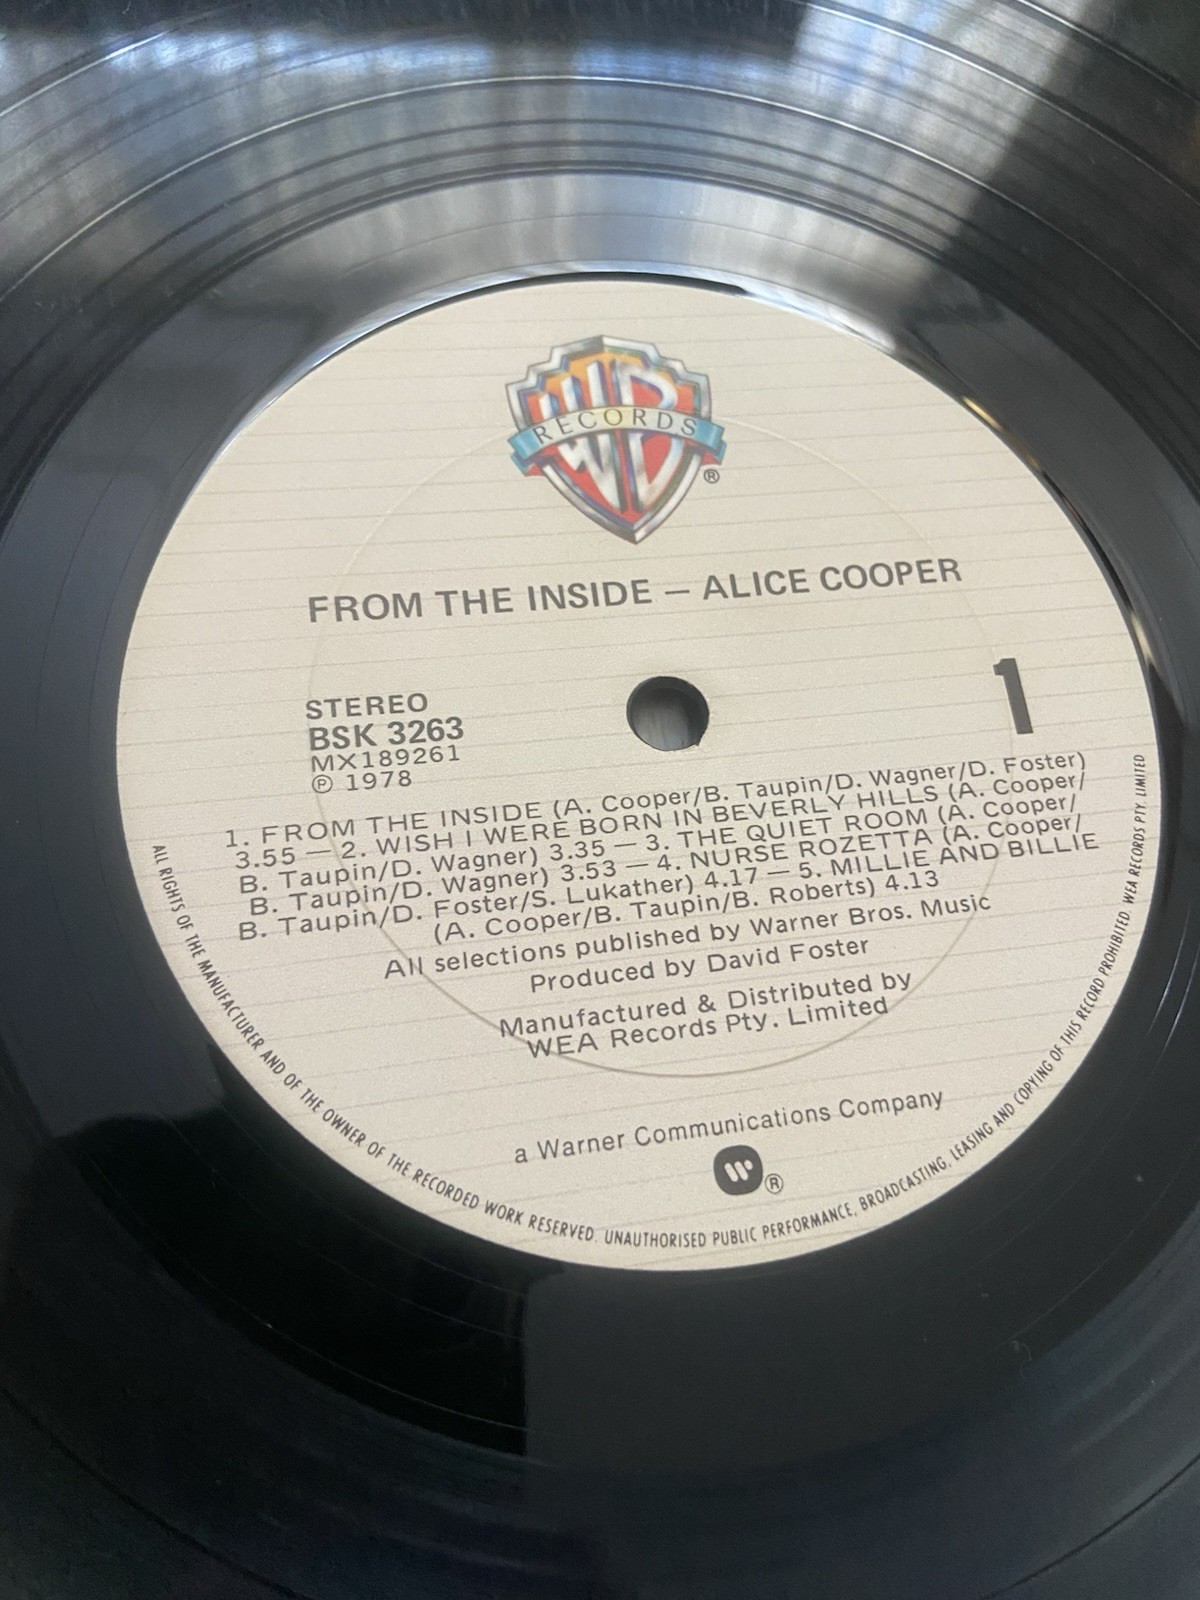 WB
RECORDS
®
FROM THE INSIDE — ALICE COOPER
STEREO
BSK 3263
MX189261
℗ 1978
1
1. FROM THE INSIDE (A. Cooper/B. Taupin/D. Wagner/D. Foster)
3.55 — 2. WISH I WERE BORN IN BEVERLY HILLS (A. Cooper/
B. Taupin/D. Wagner) 3.35 — 3. THE QUIET ROOM (A. Cooper/
B. Taupin/D. Wagner) 3.53 — 4. NURSE ROZETTA (A. Cooper/
B. Taupin/D. Foster/S. Lukather) 4.17 — 5. MILLIE AND BILLIE
(A. Cooper/B. Taupin/B. Roberts) 4.13
All selections published by Warner Bros. Music
Produced by David Foster
Manufactured & Distributed by
WEA Records Pty. Limited
a Warner Communications Company
®
ALL RIGHTS OF THE MANUFACTURER AND OF THE OWNER OF THE RECORDED WORK RESERVED. UNAUTHORISED PUBLIC PERFORMANCE, BROADCASTING, LEASING AND COPYING OF THIS RECORD PROHIBITED. WEA RECORDS PTY. LIMITED